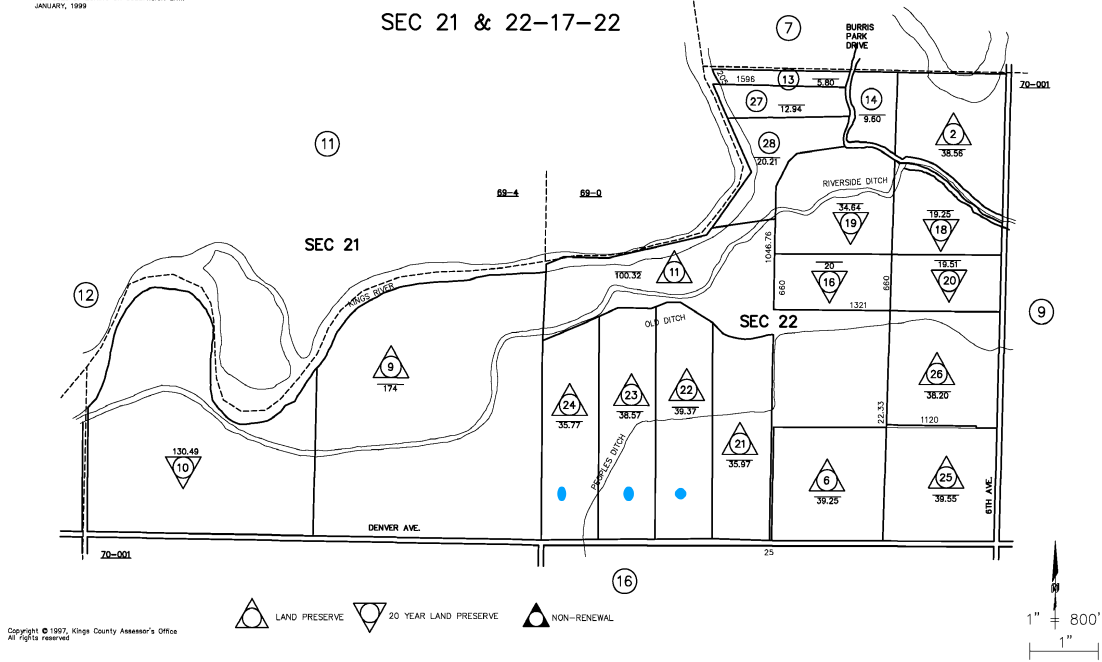 JANUARY, 1999
SEC 21 & 22-17-22
7
BURRIS
PARK
DRIVE
205
1596
13
5.80
70-001
27
12.94
14
9.60
2
38.56
11
28
20.21
69-4
69-0
RIVERSIDE DITCH
34.64
19
19.25
18
SEC 21
1046.76
100.32
11
20
16
660
660
19.51
20
12
KINGS RIVER
1321
9
OLD DITCH
SEC 22
9
174
24
35.77
23
38.57
22
39.37
26
38.20
22.33
1120
130.49
10
PEOPLES DITCH
21
35.97
6
39.25
25
39.55
6TH AVE.
DENVER AVE.
70-001
25
16
LAND PRESERVE
20 YEAR LAND PRESERVE
NON-RENEWAL
N
1" = 800'
1"
Copyright © 1997, Kings County Assessor's Office
All rights reserved